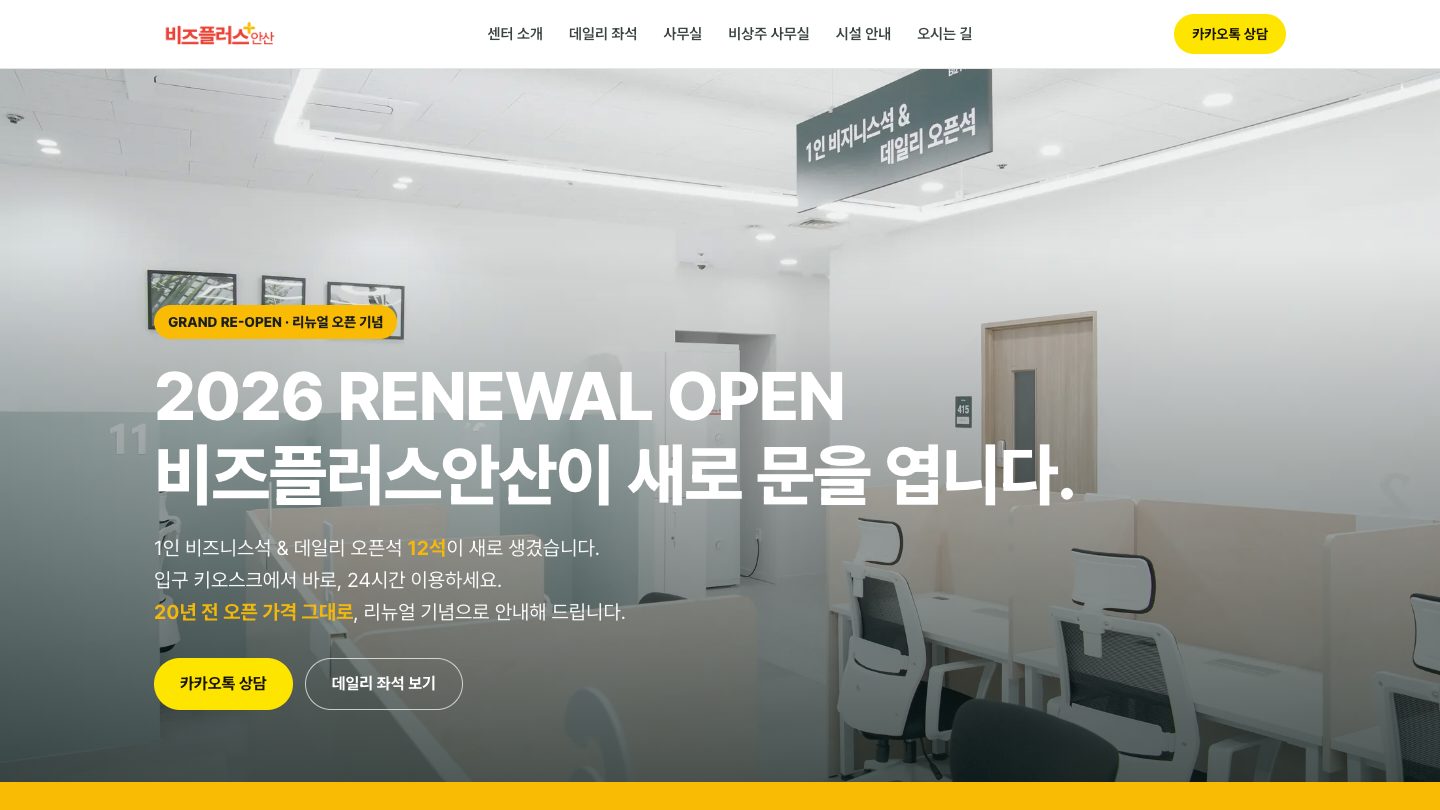 비즈플러스안산
센터 소개
데일리 좌석
사무실
비상주 사무실
시설 안내
오시는 길
카카오톡 상담
1인 비지니스석 &
데일리 오픈석
GRAND RE-OPEN · 리뉴얼 오픈 기념
415
2026 RENEWAL OPEN
11
비즈플러스안산이 새로 문을 엽니다.
2
1인 비즈니스석 & 데일리 오픈석 12석이 새로 생겼습니다.
입구 키오스크에서 바로, 24시간 이용하세요.
20년 전 오픈 가격 그대로, 리뉴얼 기념으로 안내해 드립니다.
카카오톡 상담
데일리 좌석 보기